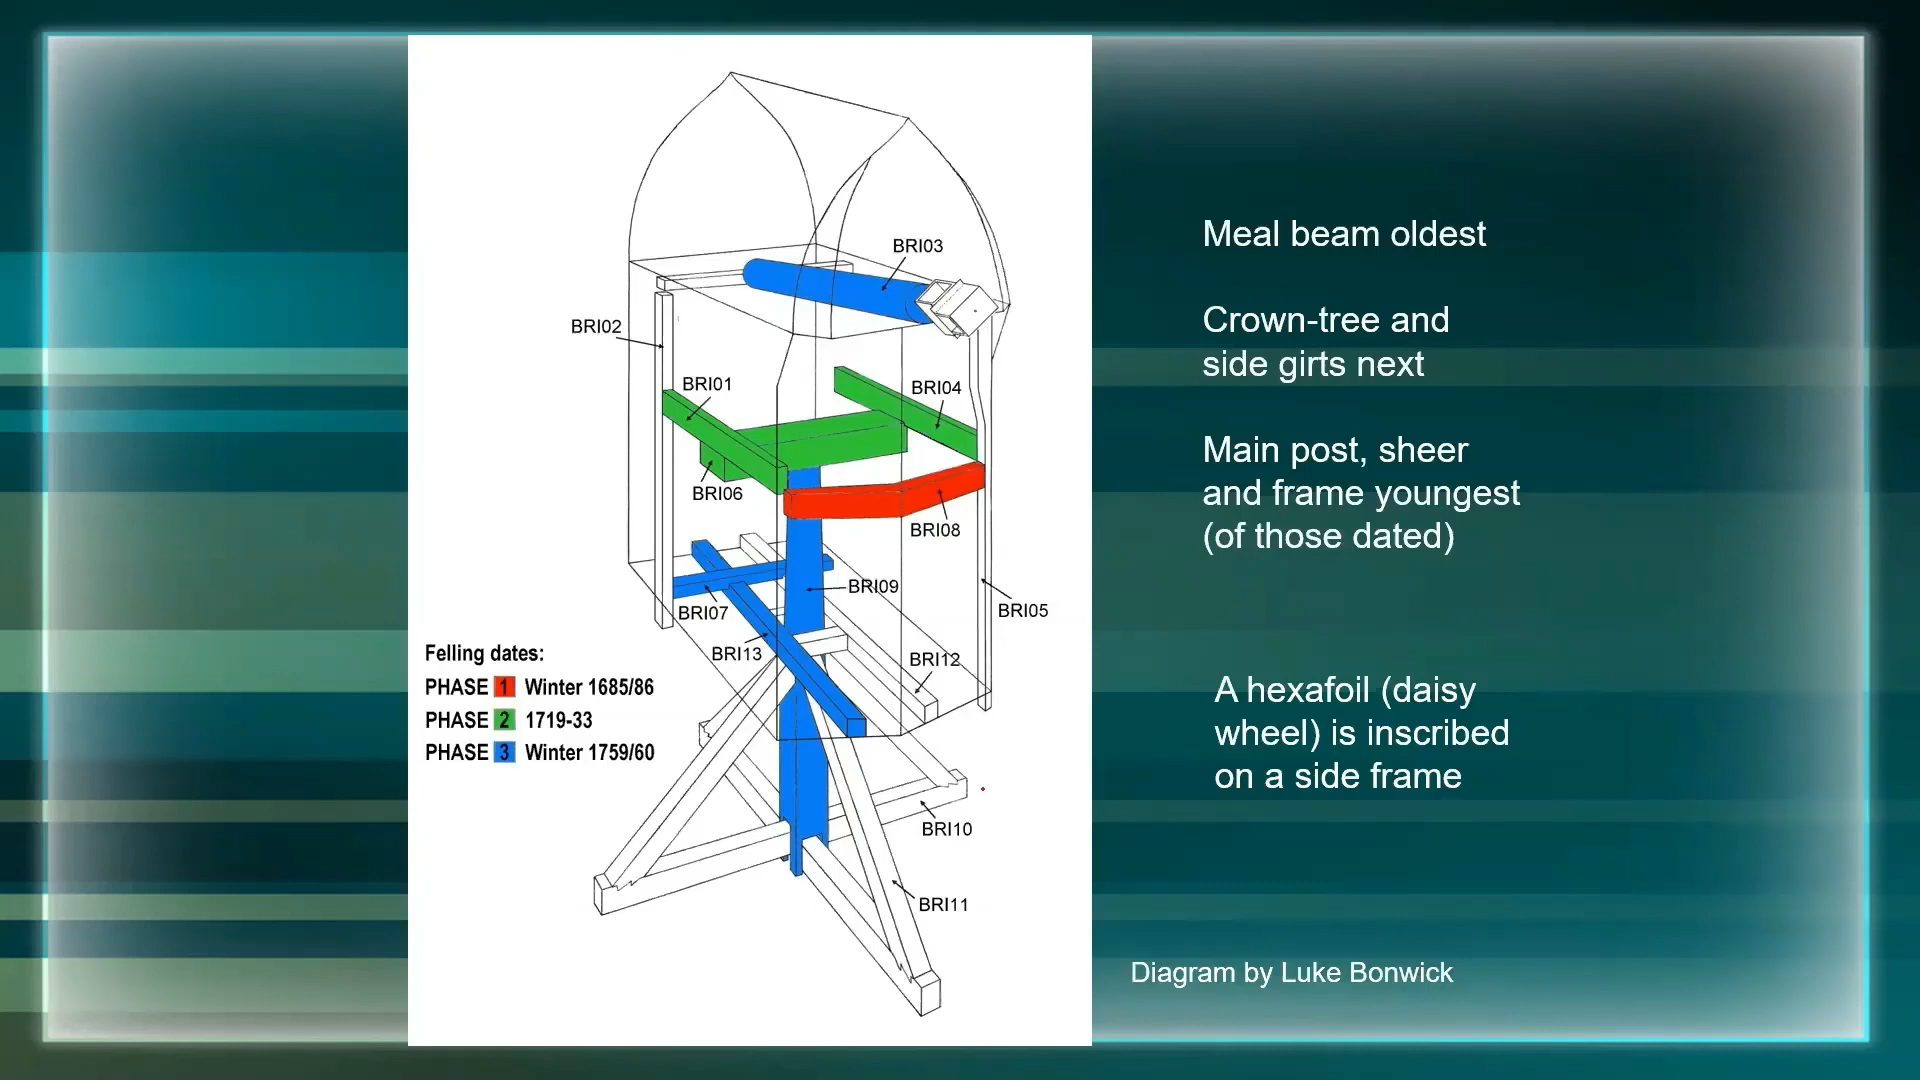 BRI03
BRI02
BRI01
BRI04
BRI06
BRI08
BRI09
BRI07
BRI05
BRI13
BRI12
BRI10
BRI11
Felling dates:
PHASE 1 Winter 1685/86
PHASE 2 1719-33
PHASE 3 Winter 1759/60
Meal beam oldest
Crown-tree and
side girts next
Main post, sheer
and frame youngest
(of those dated)
A hexafoil (daisy
wheel) is inscribed
on a side frame
Diagram by Luke Bonwick